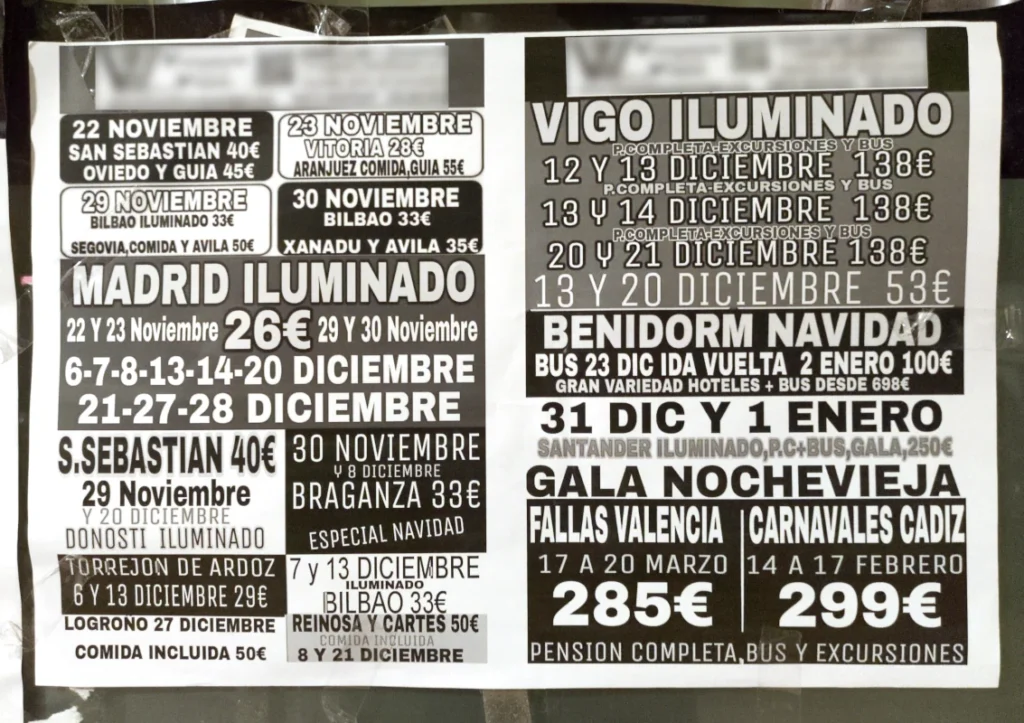 22 NOVIEMBRE
SAN SEBASTIAN 40€
OVIEDO Y GUIA 45€
23 NOVIEMBRE
VITORIA 28€
ARANJUEZ COMIDA,GUIA 55€
29 NOVIEMBRE
BILBAO ILUMINADO 33€
SEGOVIA,COMIDA Y AVILA 50€
30 NOVIEMBRE
BILBAO 33€
XANADU Y AVILA 35€
MADRID ILUMINADO
22 Y 23 Noviembre 26€ 29 Y 30 Noviembre
6-7-8-13-14-20 DICIEMBRE
21-27-28 DICIEMBRE
S.SEBASTIAN 40€
29 Noviembre
Y 20 DICIEMBRE
DONOSTI ILUMINADO
30 NOVIEMBRE
Y 8 DICIEMBRE
BRAGANZA 33€
ESPECIAL NAVIDAD
TORREJON DE ARDOZ
6 Y 13 DICIEMBRE 29€
7 y 13 DICIEMBRE
ILUMINADO
BILBAO 33€
LOGROÑO 27 DICIEMBRE
COMIDA INCLUIDA 50€
REINOSA Y CARTES 50€
COMIDA INCLUIDA
8 Y 21 DICIEMBRE
VIGO ILUMINADO
P.COMPLETA-EXCURSIONES Y BUS
12 Y 13 DICIEMBRE 138€
P.COMPLETA-EXCURSIONES Y BUS
13 Y 14 DICIEMBRE 138€
P.COMPLETA-EXCURSIONES Y BUS
20 Y 21 DICIEMBRE 138€
13 Y 20 DICIEMBRE 53€
BENIDORM NAVIDAD
BUS 23 DIC IDA VUELTA 2 ENERO 100€
GRAN VARIEDAD HOTELES + BUS DESDE 698€
31 DIC Y 1 ENERO
SANTANDER ILUMINADO,P.C+BUS,GALA,250€
GALA NOCHEVIEJA
FALLAS VALENCIA
17 A 20 MARZO
285€
CARNAVALES CADIZ
14 A 17 FEBRERO
299€
PENSION COMPLETA,BUS Y EXCURSIONES